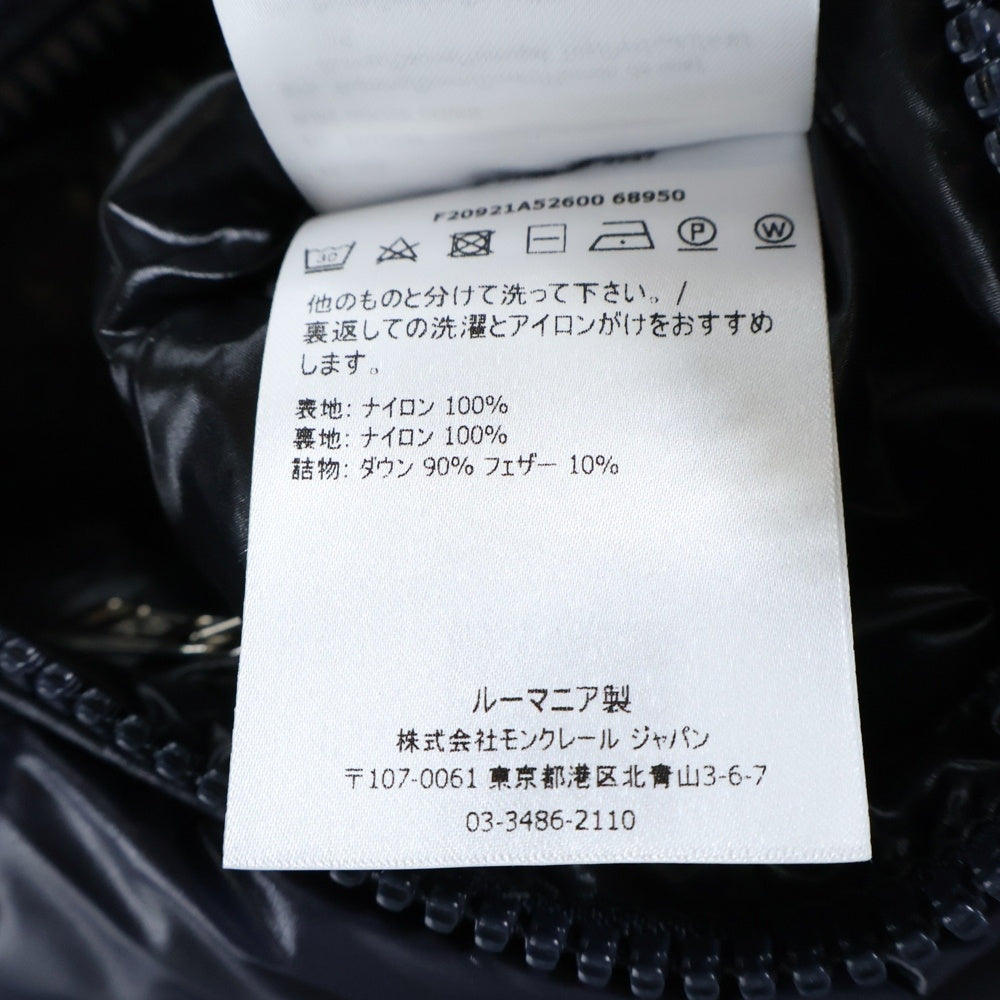 F20921A52600 68950
30 P W
他のものと分けて洗って下さい。/
裏返しての洗濯とアイロンがけをおすすめ
します。
表地: ナイロン 100%
裏地: ナイロン 100%
詰物: ダウン 90% フェザー 10%
ルーマニア製
株式会社モンクレール ジャパン
〒107-0061 東京都港区北青山3-6-7
03-3486-2110